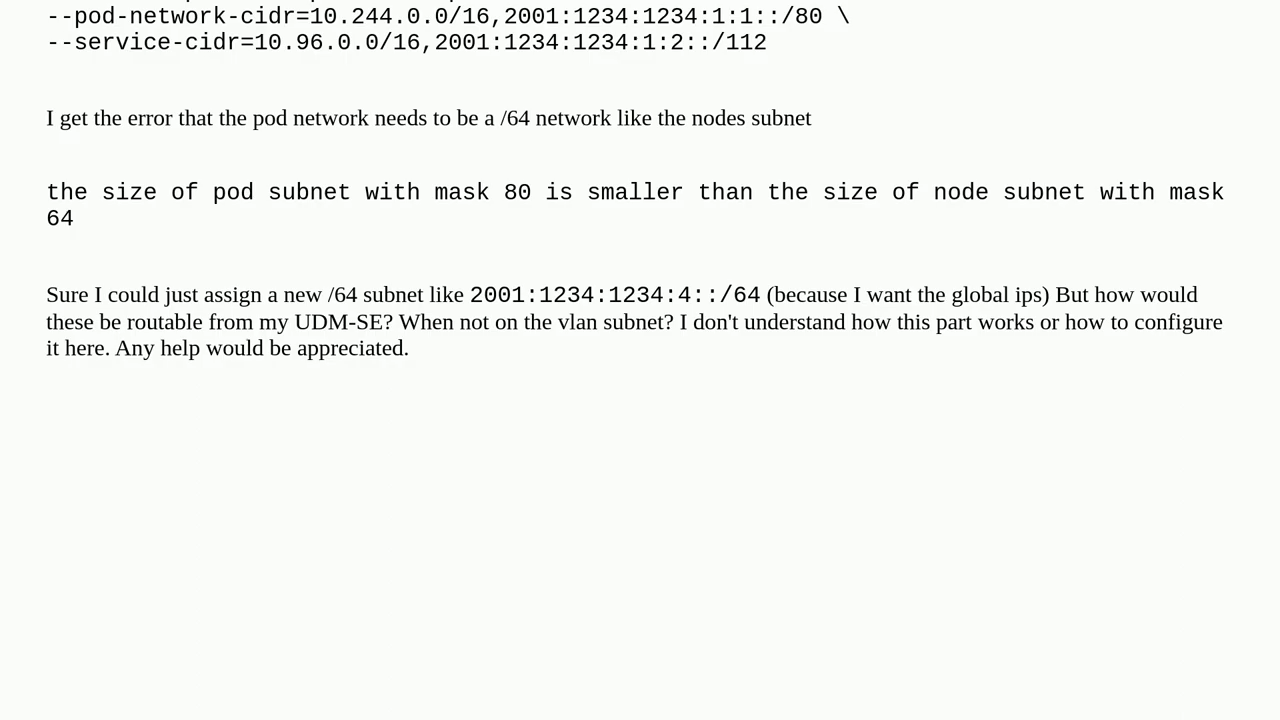 --pod-network-cidr=10.244.0.0/16,2001:1234:1234:1:1::/80 \
--service-cidr=10.96.0.0/16,2001:1234:1234:1:2::/112
I get the error that the pod network needs to be a /64 network like the nodes subnet
the size of pod subnet with mask 80 is smaller than the size of node subnet with mask
64
Sure I could just assign a new /64 subnet like 2001:1234:1234:4::/64 (because I want the global ips) But how would
these be routable from my UDM-SE? When not on the vlan subnet? I don't understand how this part works or how to configure
it here. Any help would be appreciated.